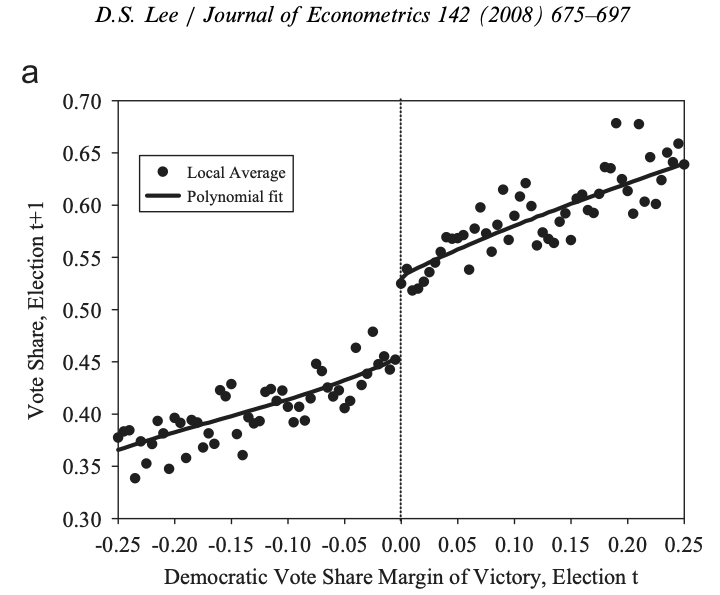 D.S. Lee / Journal of Econometrics 142 (2008) 675–697
a
0.70
0.65
0.60
0.55
0.50
0.45
0.40
0.35
0.30
Vote Share, Election t+1
Local Average
Polynomial fit
-0.25 -0.20 -0.15 -0.10 -0.05 0.00 0.05 0.10 0.15 0.20 0.25
Democratic Vote Share Margin of Victory, Election t